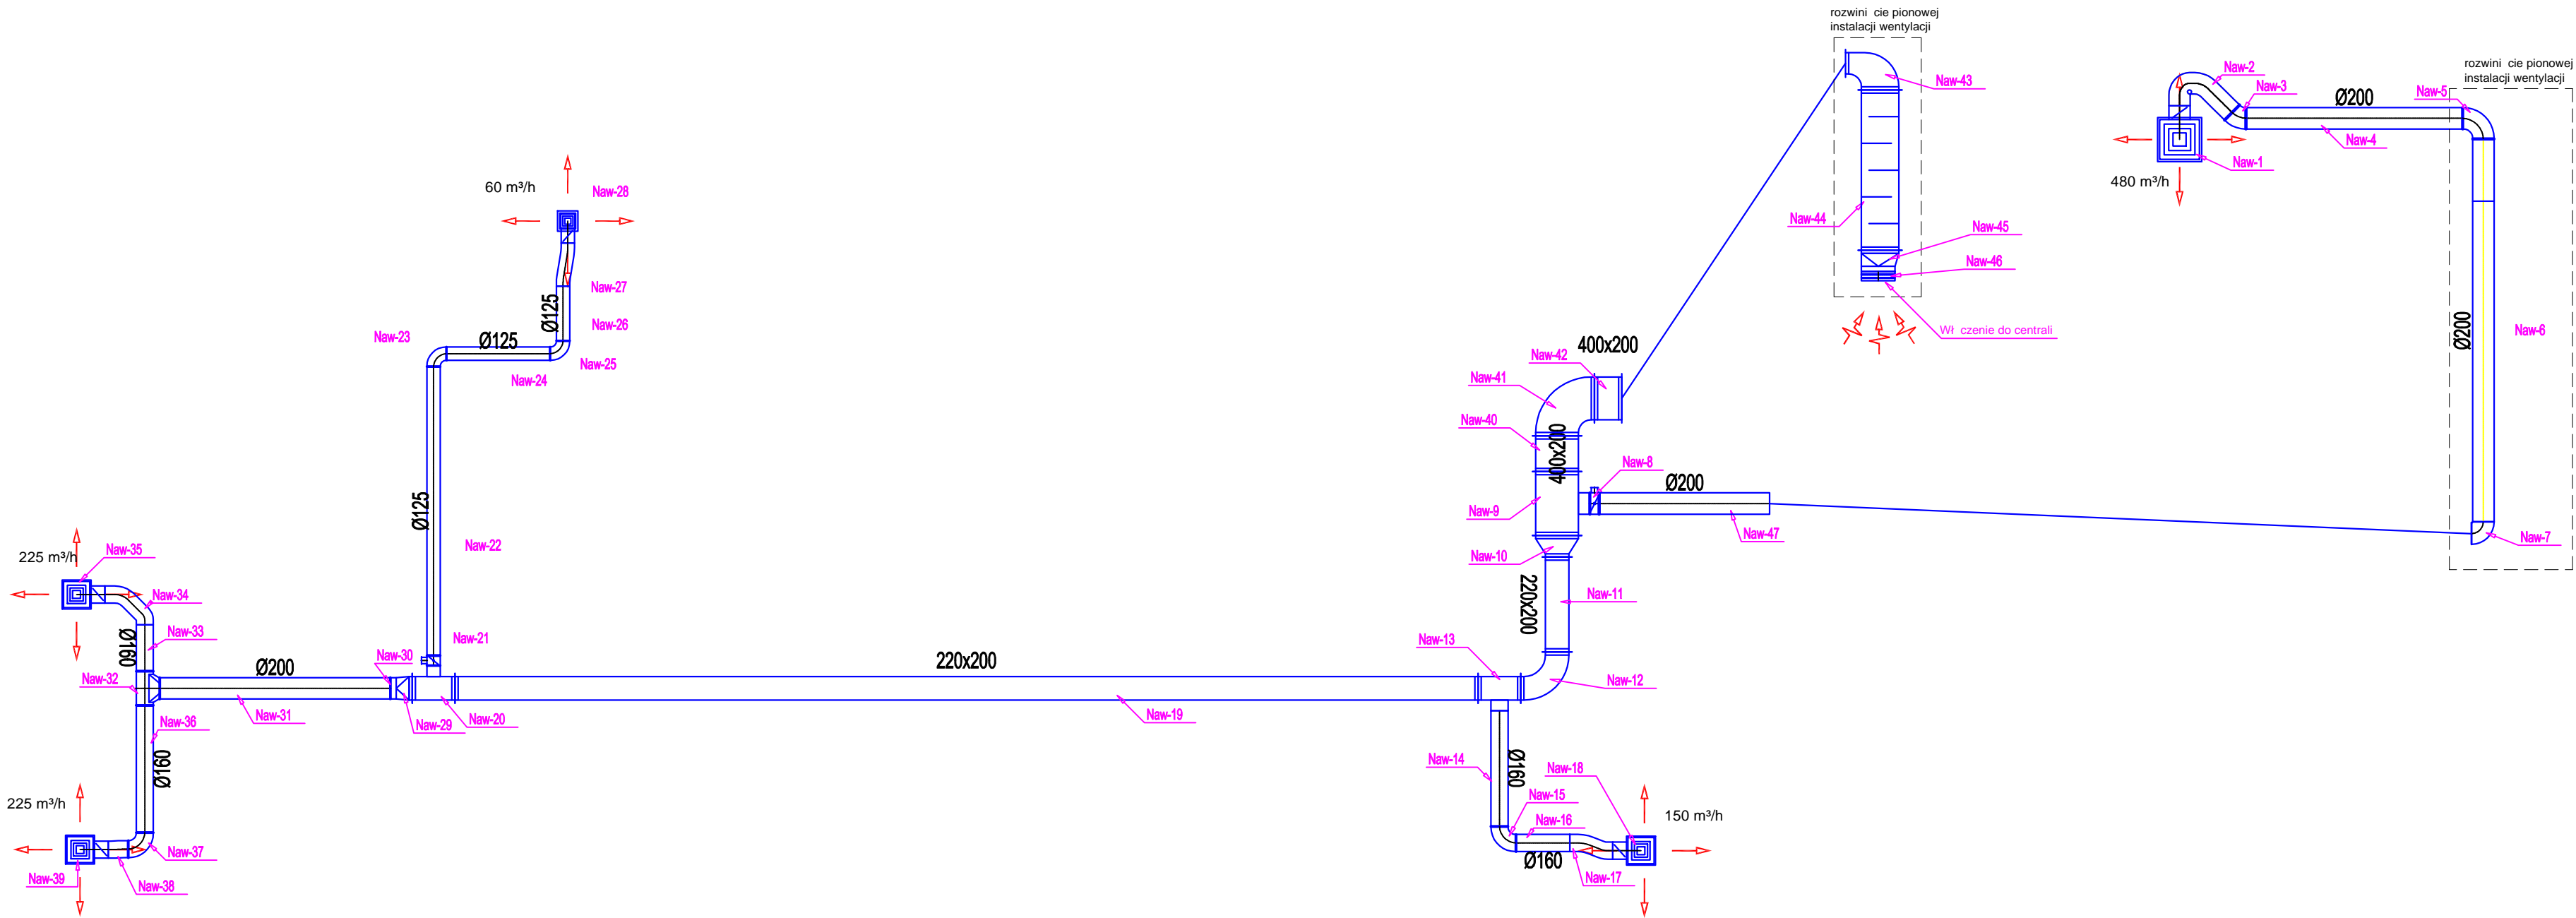 rozwini cie pionowej
instalacji wentylacji
Naw-43
Naw-44
Naw-45
Naw-46
Wł czenie do centrali
rozwini cie pionowej
instalacji wentylacji
Naw-2
Naw-3
Ø200
Naw-5
Naw-4
Naw-1
480 m³/h
Ø200
Naw-6
Naw-7
60 m³/h
Naw-28
Naw-27
Ø125
Naw-26
Naw-23
Ø125
Naw-25
Naw-24
Ø125
Naw-22
Naw-21
400x200
Naw-42
Naw-41
Naw-40
400x200
Naw-8
Ø200
Naw-9
Naw-47
Naw-10
220x200
Naw-11
Naw-13
Naw-12
225 m³/h
Naw-35
Naw-34
Ø160
Naw-33
Naw-32
Ø200
Naw-30
Naw-31
Naw-29
Naw-20
220x200
Naw-19
Naw-36
Ø160
225 m³/h
Naw-37
Naw-39
Naw-38
Naw-14
Ø160
Naw-18
Naw-15
Naw-16
150 m³/h
Ø160
Naw-17